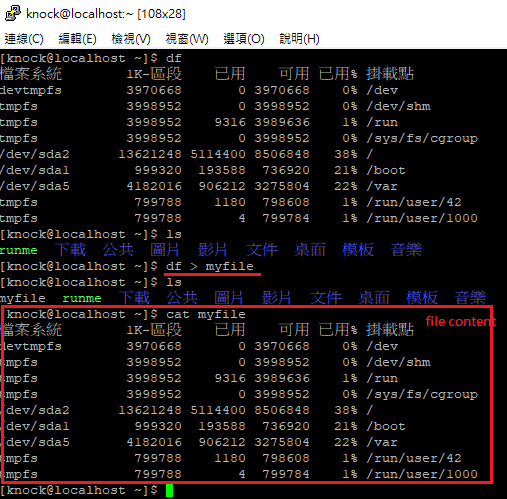 knock@localhost:~ [108x28]
連線(C) 編輯(E) 檢視(V) 視窗(W) 選項(O) 說明(H)
[knock@localhost ~]$ df
檔案系統 1K-區段 已用 可用 已用% 掛載點
devtmpfs 3970668 0 3970668 0% /dev
tmpfs 3998952 0 3998952 0% /dev/shm
tmpfs 3998952 9316 3989636 1% /run
tmpfs 3998952 0 3998952 0% /sys/fs/cgroup
/dev/sda2 13621248 5114400 8506848 38% /
/dev/sda1 999320 193588 736920 21% /boot
/dev/sda5 4182016 906212 3275804 22% /var
tmpfs 799788 1180 798608 1% /run/user/42
tmpfs 799788 4 799784 1% /run/user/1000
[knock@localhost ~]$ ls
runme 下載 公共 圖片 影片 文件 桌面 模板 音樂
[knock@localhost ~]$ df > myfile
[knock@localhost ~]$ ls
myfile runme 下載 公共 圖片 影片 文件 桌面 模板 音樂
[knock@localhost ~]$ cat myfile
file content
檔案系統 1K-區段 已用 可用 已用% 掛載點
devtmpfs 3970668 0 3970668 0% /dev
tmpfs 3998952 0 3998952 0% /dev/shm
tmpfs 3998952 9316 3989636 1% /run
tmpfs 3998952 0 3998952 0% /sys/fs/cgroup
/dev/sda2 13621248 5114400 8506848 38% /
/dev/sda1 999320 193588 736920 21% /boot
/dev/sda5 4182016 906212 3275804 22% /var
tmpfs 799788 1180 798608 1% /run/user/42
tmpfs 799788 4 799784 1% /run/user/1000
[knock@localhost ~]$